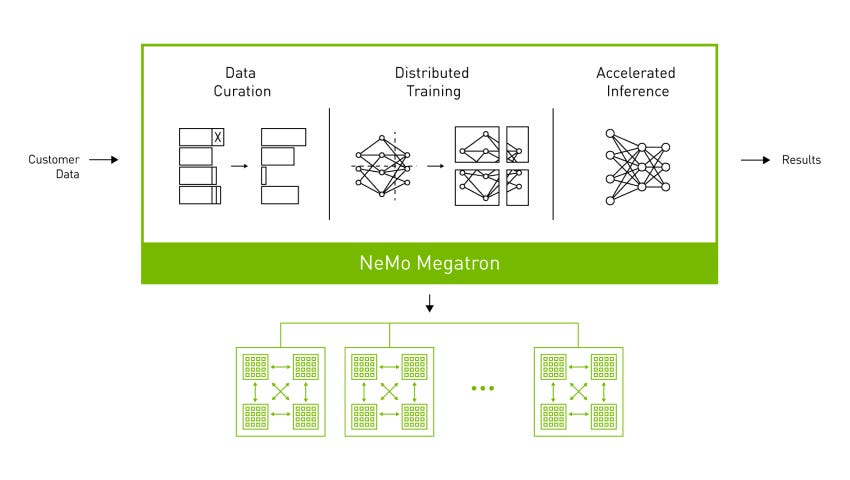 Data
Curation
Distributed
Training
Accelerated
Inference
X
Customer
Data
Results
NeMo Megatron